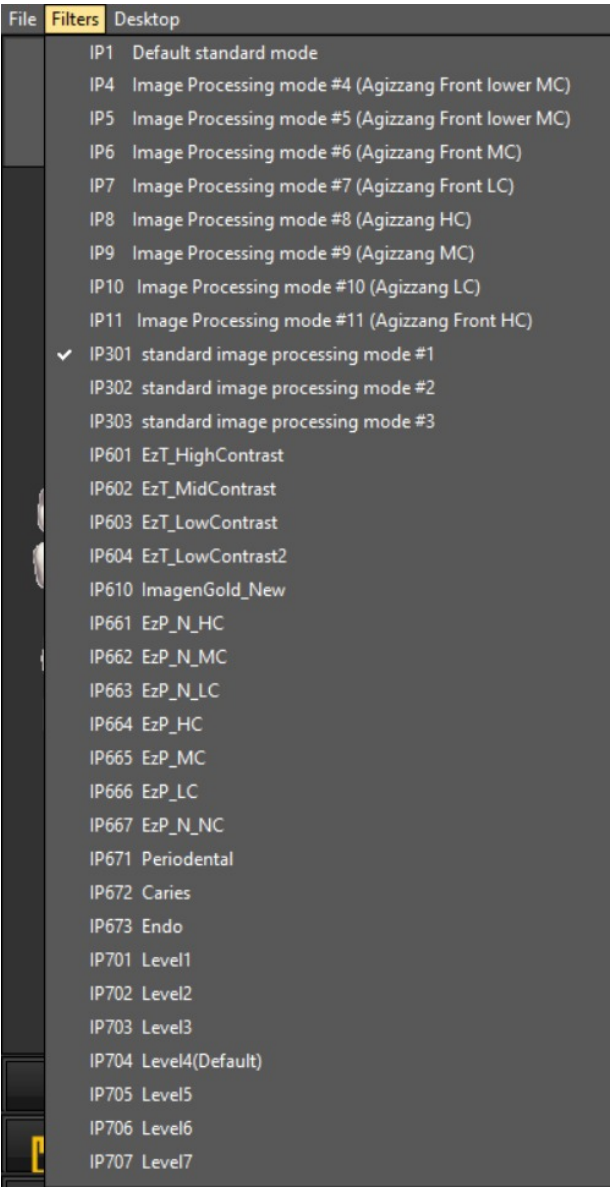 File Filters Desktop
IP1 Default standard mode
IP4 Image Processing mode #4 (Agizzang Front lower MC)
IP5 Image Processing mode #5 (Agizzang Front lower MC)
IP6 Image Processing mode #6 (Agizzang Front MC)
IP7 Image Processing mode #7 (Agizzang Front LC)
IP8 Image Processing mode #8 (Agizzang HC)
IP9 Image Processing mode #9 (Agizzang MC)
IP10 Image Processing mode #10 (Agizzang LC)
IP11 Image Processing mode #11 (Agizzang Front HC)
IP301 standard image processing mode #1
IP302 standard image processing mode #2
IP303 standard image processing mode #3
IP601 EzT_HighContrast
IP602 EzT_MidContrast
IP603 EzT_LowContrast
IP604 EzT_LowContrast2
IP610 ImagenGold_New
IP661 EzP_N_HC
IP662 EzP_N_MC
IP663 EzP_N_LC
IP664 EzP_HC
IP665 EzP_MC
IP666 EzP_LC
IP667 EzP_N_NC
IP671 Periodental
IP672 Caries
IP673 Endo
IP701 Level1
IP702 Level2
IP703 Level3
IP704 Level4(Default)
IP705 Level5
IP706 Level6
IP707 Level7